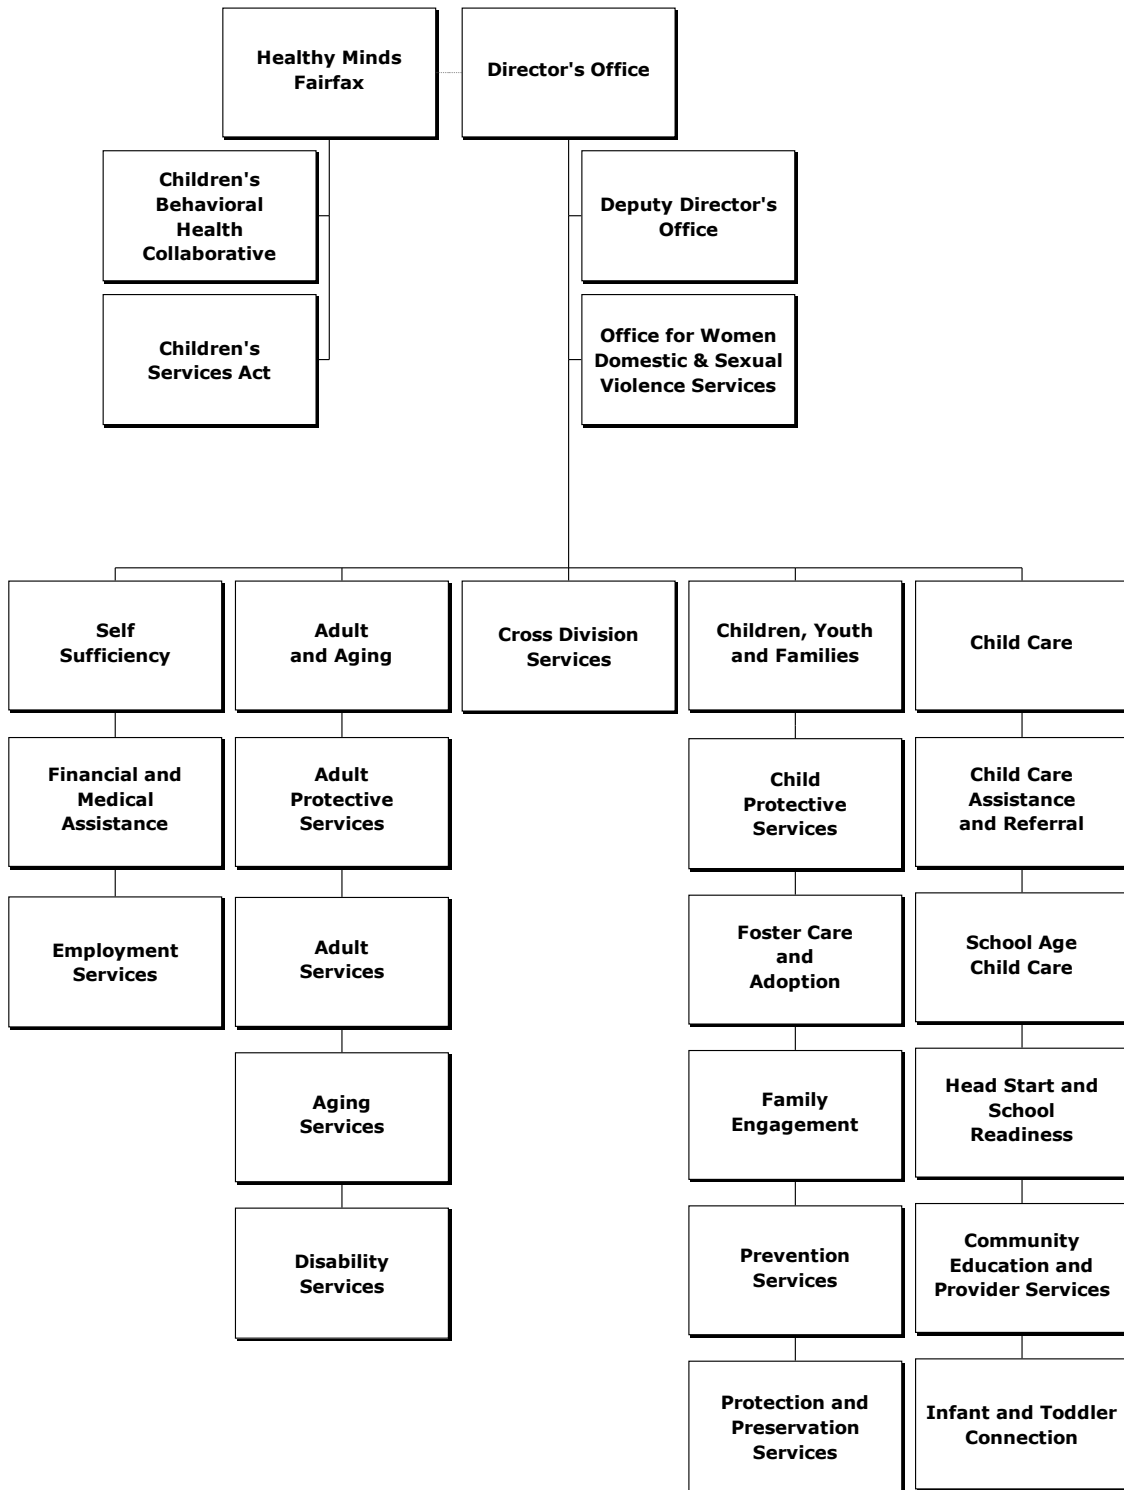 Healthy Minds
Fairfax
Director's Office
Children's
Behavioral
Health
Collaborative
Deputy Director's
Office
Children's
Services Act
Office for Women
Domestic & Sexual
Violence Services
Self
Sufficiency
Adult
and Aging
Cross Division
Services
Children, Youth
and Families
Child Care
Financial and
Medical
Assistance
Adult
Protective
Services
Child
Protective
Services
Child Care
Assistance
and Referral
Employment
Services
Adult
Services
Foster Care
and
Adoption
School Age
Child Care
Aging
Services
Family
Engagement
Head Start and
School
Readiness
Disability
Services
Prevention
Services
Community
Education and
Provider Services
Protection and
Preservation
Services
Infant and Toddler
Connection